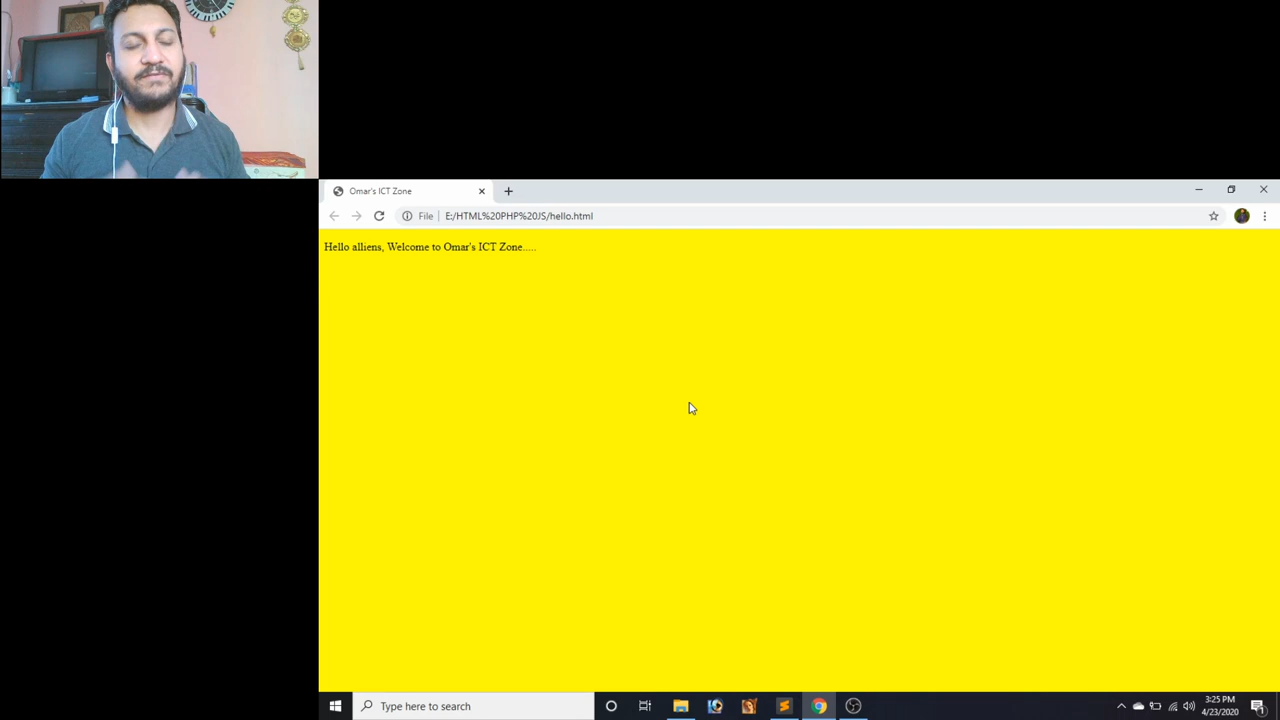 Omar's ICT Zone
File
E:/HTML%20PHP%20JS/hello.html
Hello alliens, Welcome to Omar's ICT Zone.....
Type here to search
3:25 PM
4/23/2020
1